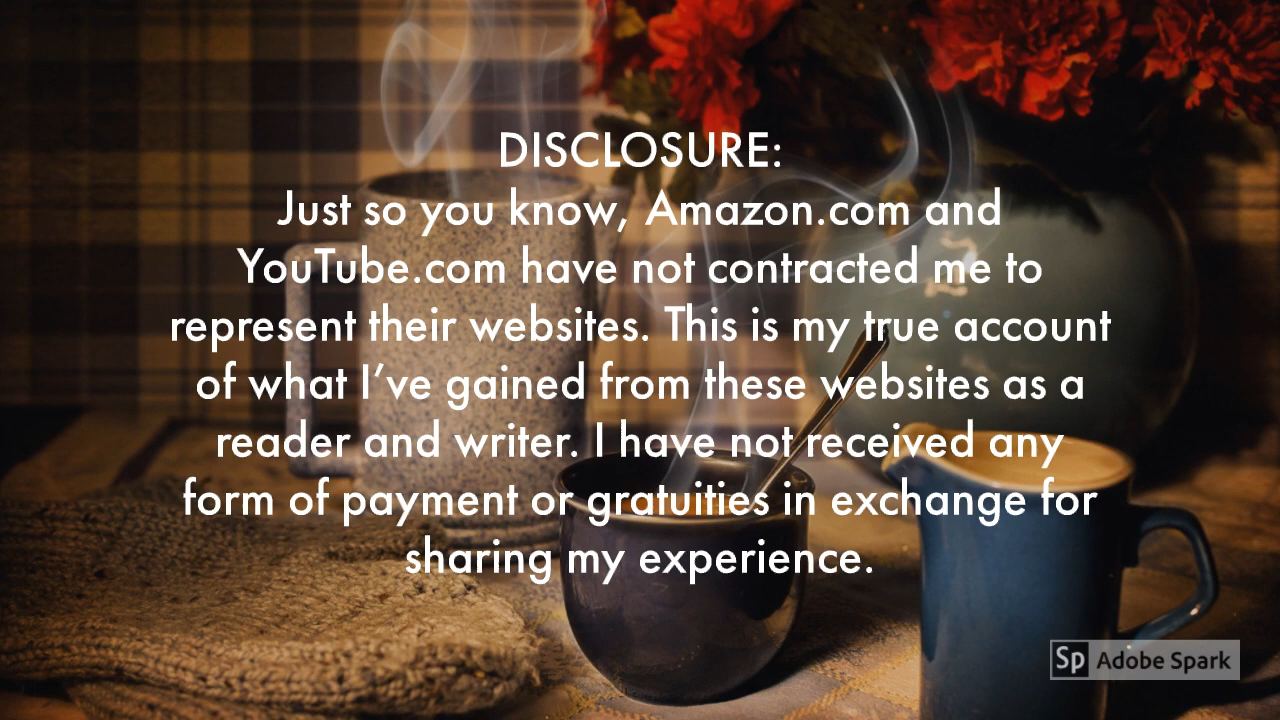 DISCLOSURE:
Just so you know, Amazon.com and
YouTube.com have not contracted me to
represent their websites. This is my true account
of what I’ve gained from these websites as a
reader and writer. I have not received any
form of payment or gratuities in exchange for
sharing my experience.
Sp Adobe Spark